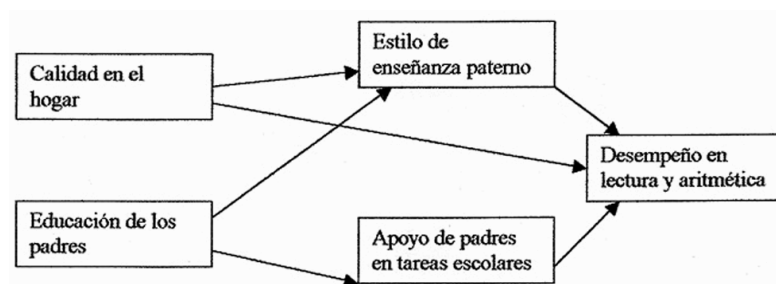 Estilo de
enseñanza paterno
Calidad en el
hogar
Desempeño en
lectura y aritmética
Educación de los
padres
Apoyo de padres
en tareas escolares